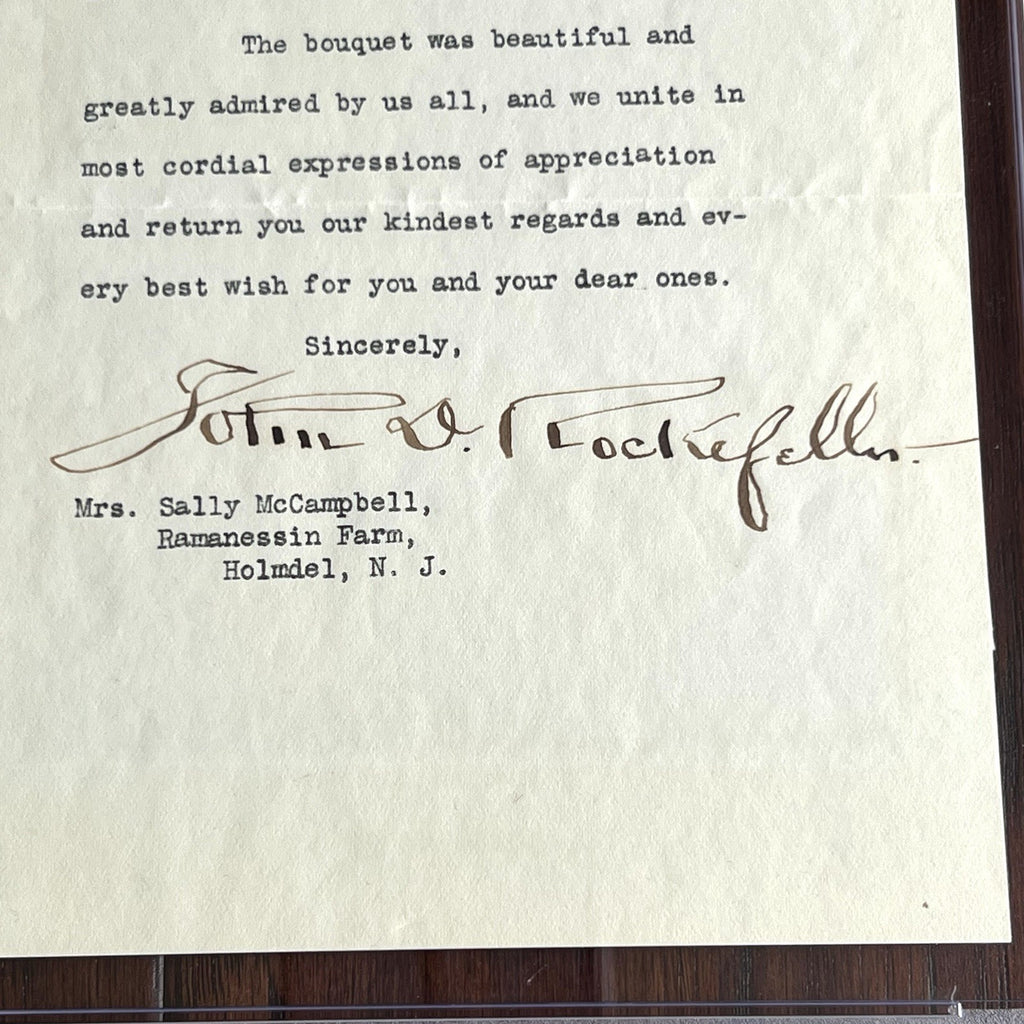 The bouquet was beautiful and
greatly admired by us all, and we unite in
most cordial expressions of appreciation
and return you our kindest regards and ev-
ery best wish for you and your dear ones.
Sincerely,
John D. Rockefeller.
Mrs. Sally McCampbell,
Ramanessin Farm,
Holmdel, N. J.